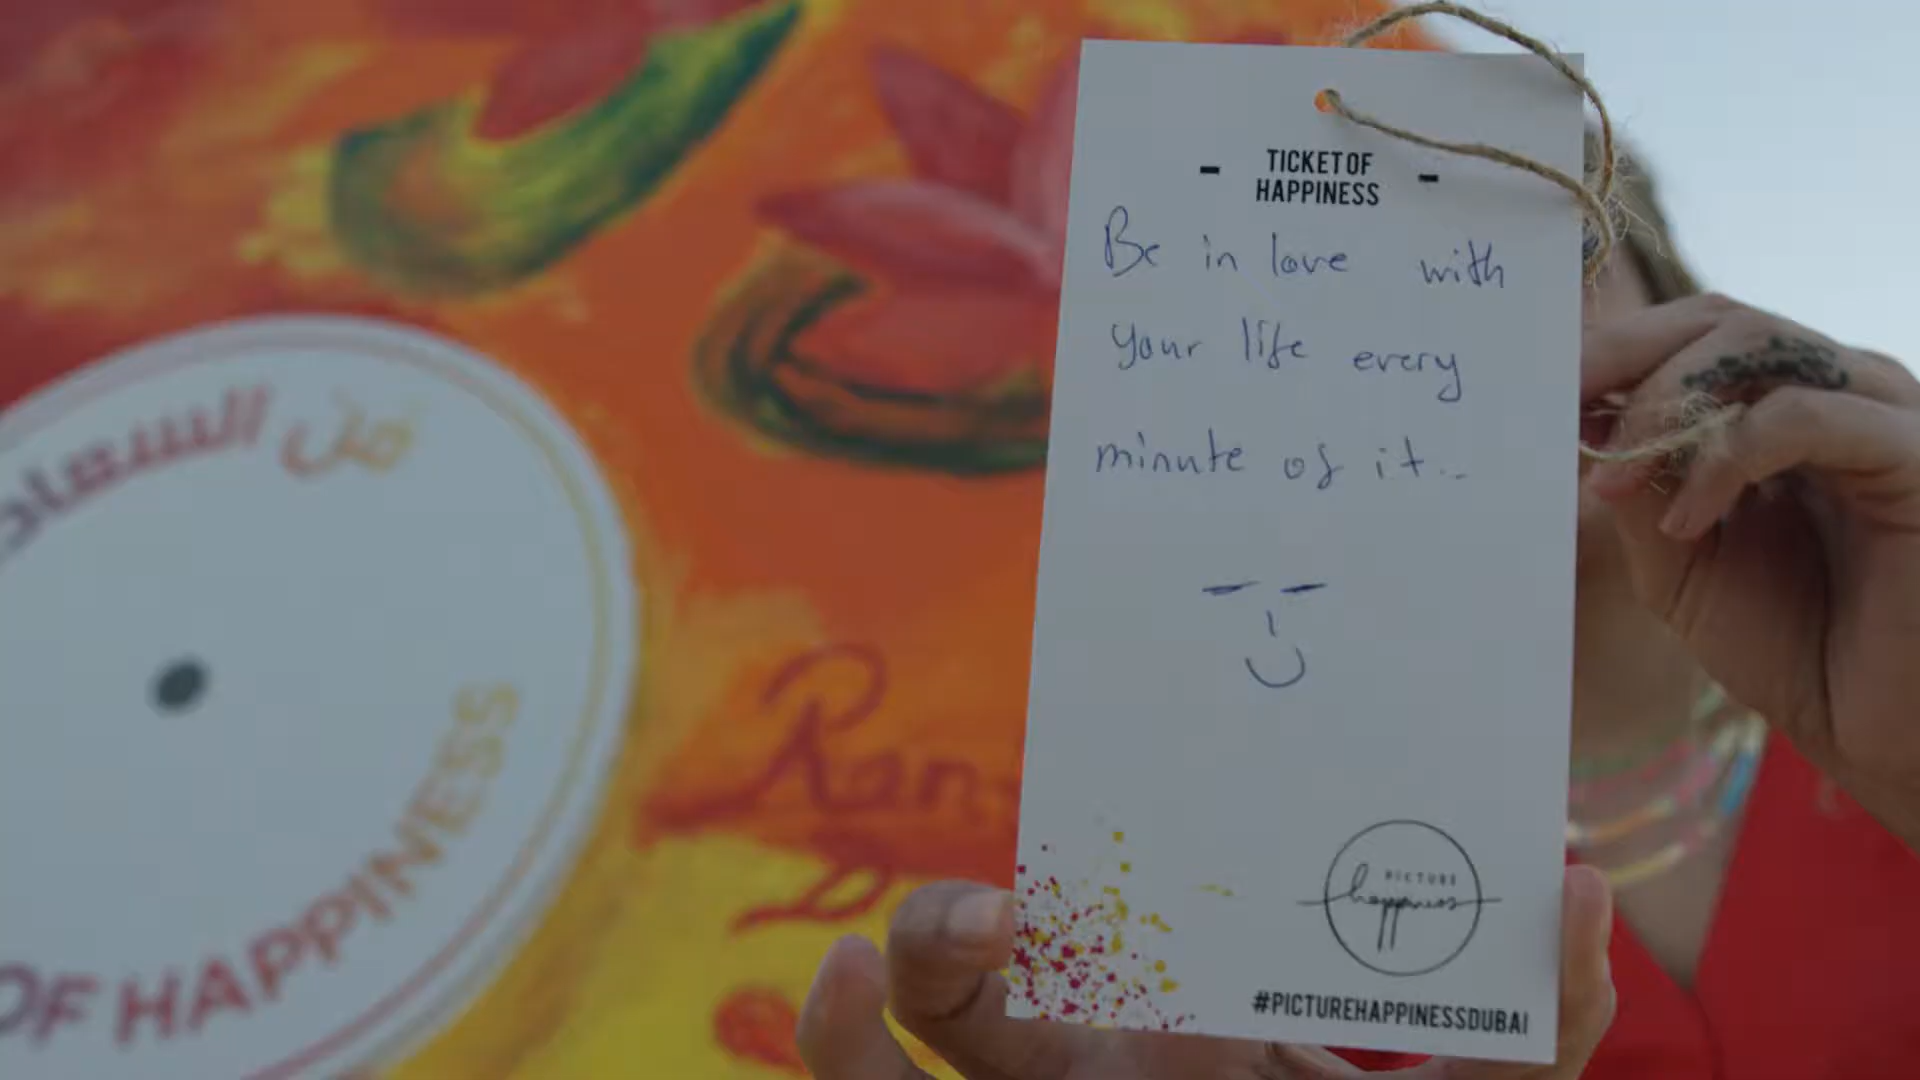 TICKET OF
HAPPINESS
Be in love with
your life every
minute of it..
PICTURE
happiness
#PICTUREHAPPINESSDUBAI
من
OF HAPPINESS